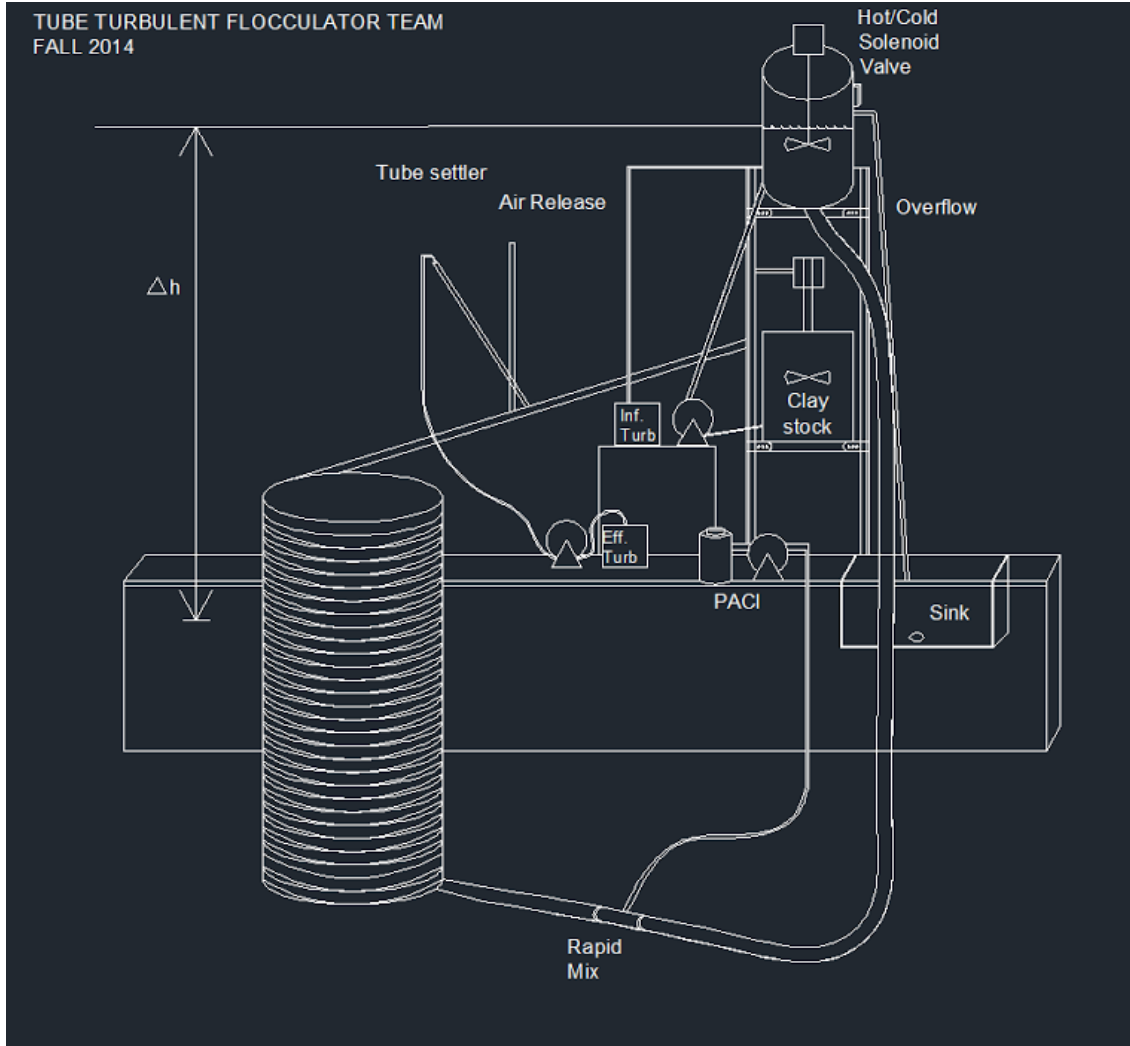 TUBE TURBULENT FLOCCULATOR TEAM
FALL 2014
Hot/Cold
Solenoid
Valve
Tube settler
Air Release
Overflow
△h
Inf.
Turb
Clay
stock
Eff.
Turb
PACl
Sink
Rapid
Mix